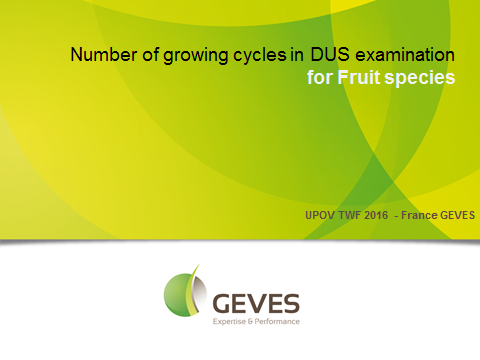 Number of growing cycles in DUS examination
for Fruit species
UPOV TWF 2016 - France GEVES
GEVES
Expertise & Performance